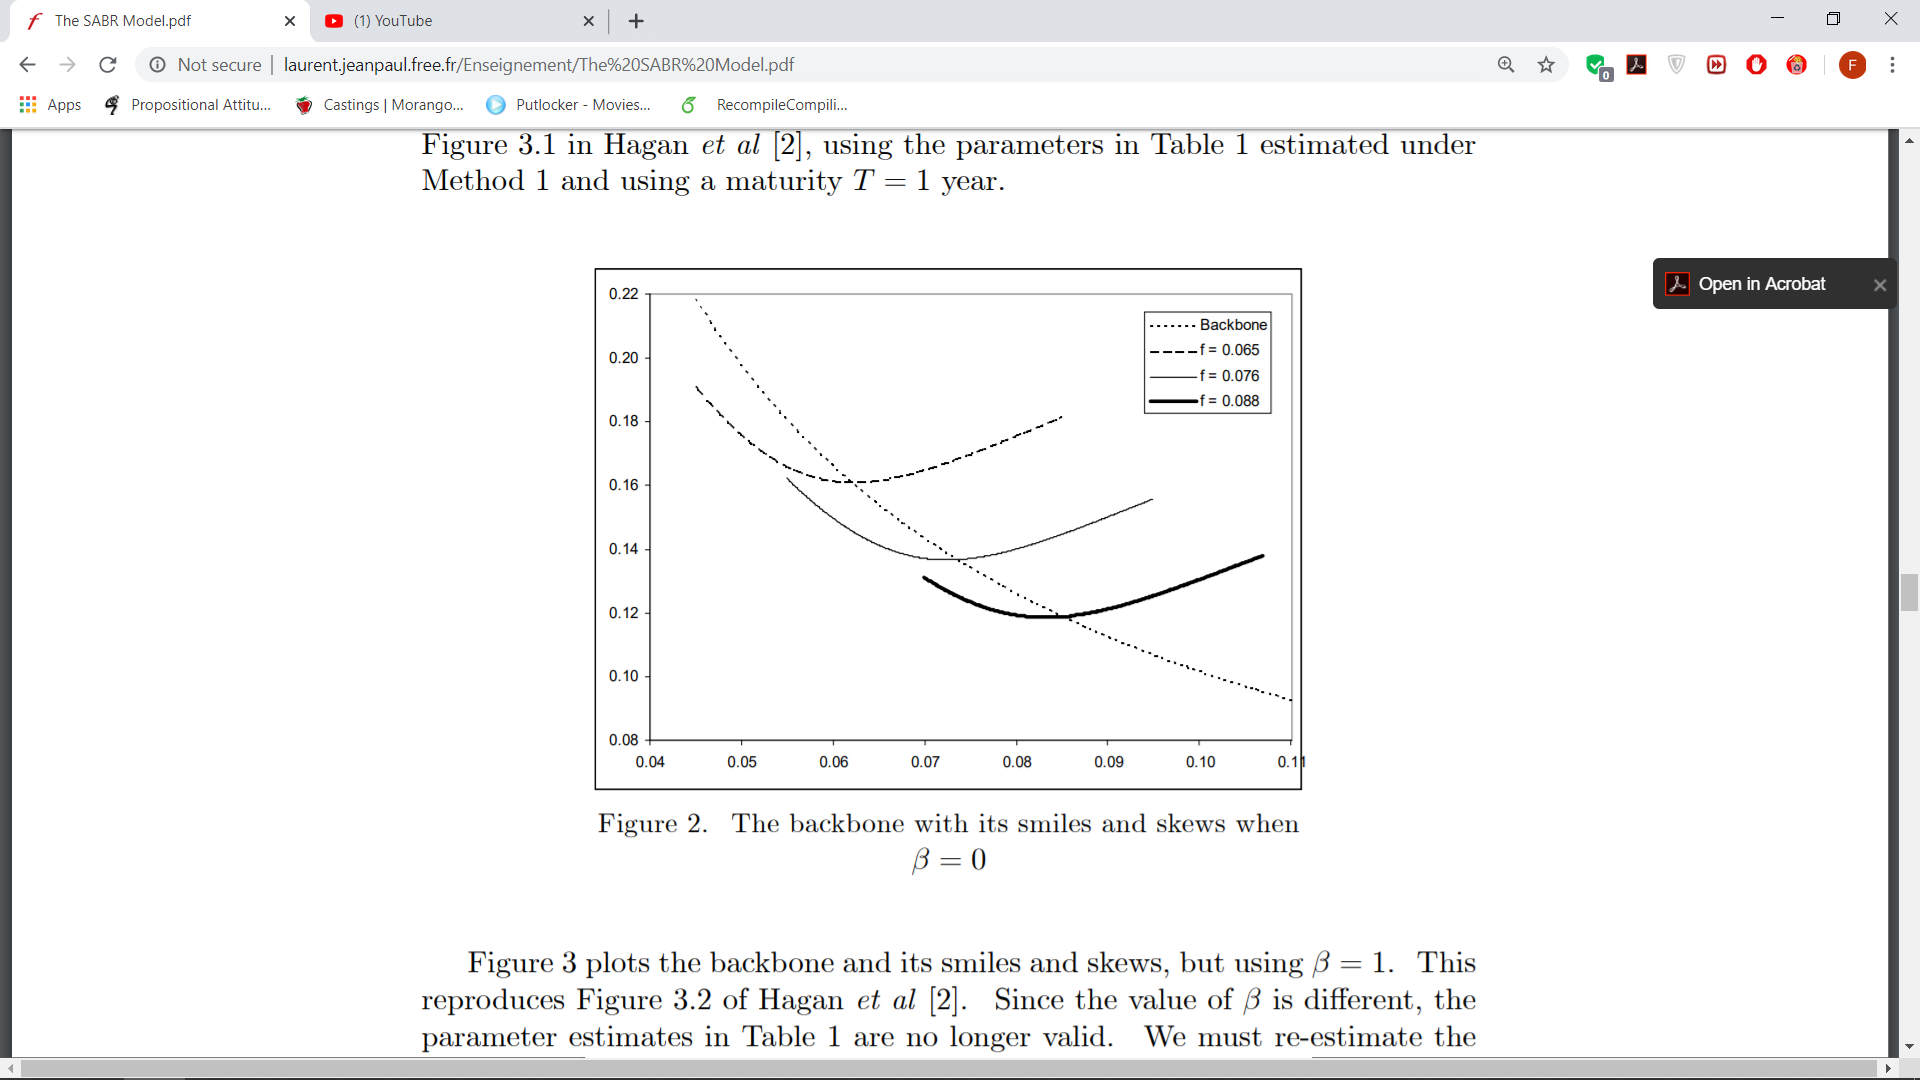 The SABR Model.pdf
(1) YouTube
Not secure | laurent.jeanpaul.free.fr/Enseignement/The%20SABR%20Model.pdf
0
F
Apps
Propositional Attitu...
Castings | Morango...
Putlocker - Movies...
RecompileCompili...
Figure 3.1 in Hagan et al [2], using the parameters in Table 1 estimated under
Method 1 and using a maturity T = 1 year.
Open in Acrobat
0.22
0.20
0.18
0.16
0.14
0.12
0.10
0.08
Backbone
f = 0.065
f = 0.076
f = 0.088
0.04 0.05 0.06 0.07 0.08 0.09 0.10 0.11
Figure 2. The backbone with its smiles and skews when
β = 0
Figure 3 plots the backbone and its smiles and skews, but using β = 1. This
reproduces Figure 3.2 of Hagan et al [2]. Since the value of β is different, the
parameter estimates in Table 1 are no longer valid. We must re-estimate the